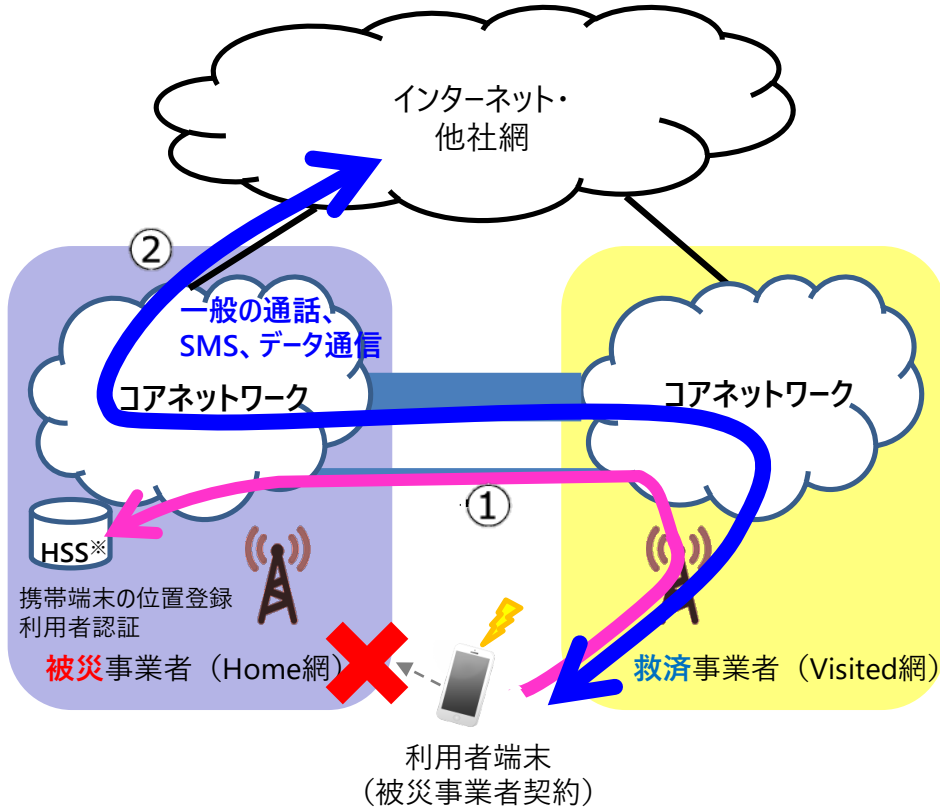 インターネット・
他社網
②
一般の通話、
SMS、データ通信
コアネットワーク
コアネットワーク
①
HSS※
携帯端末の位置登録
利用者認証
被災事業者（Home網）
救済事業者（Visited網）
利用者端末
（被災事業者契約）